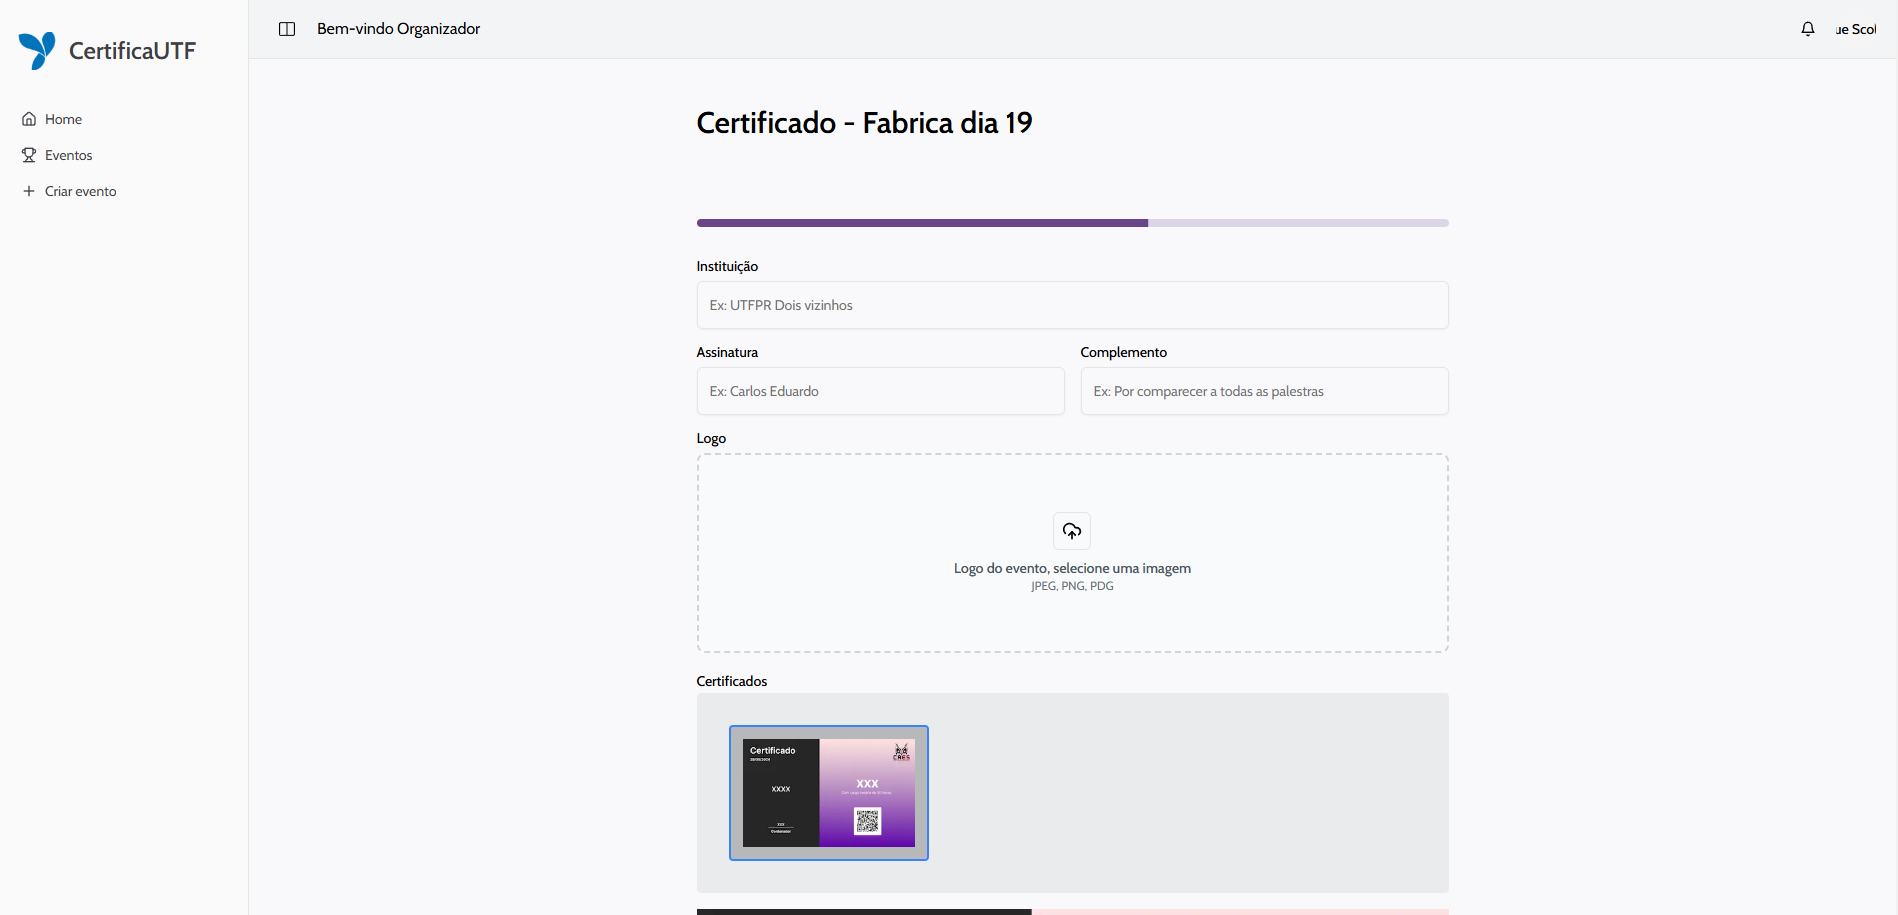 CertificaUTF
Bem-vindo Organizador
ue Scol
Home
Eventos
Criar evento
Certificado - Fabrica dia 19
Instituição
Ex: UTFPR Dois vizinhos
Assinatura
Complemento
Ex: Carlos Eduardo
Ex: Por comparecer a todas as palestras
Logo
Logo do evento, selecione uma imagem
JPEG, PNG, PDG
Certificados
Certificado
CAES
XXXX
XXX
XXX
Cordenador